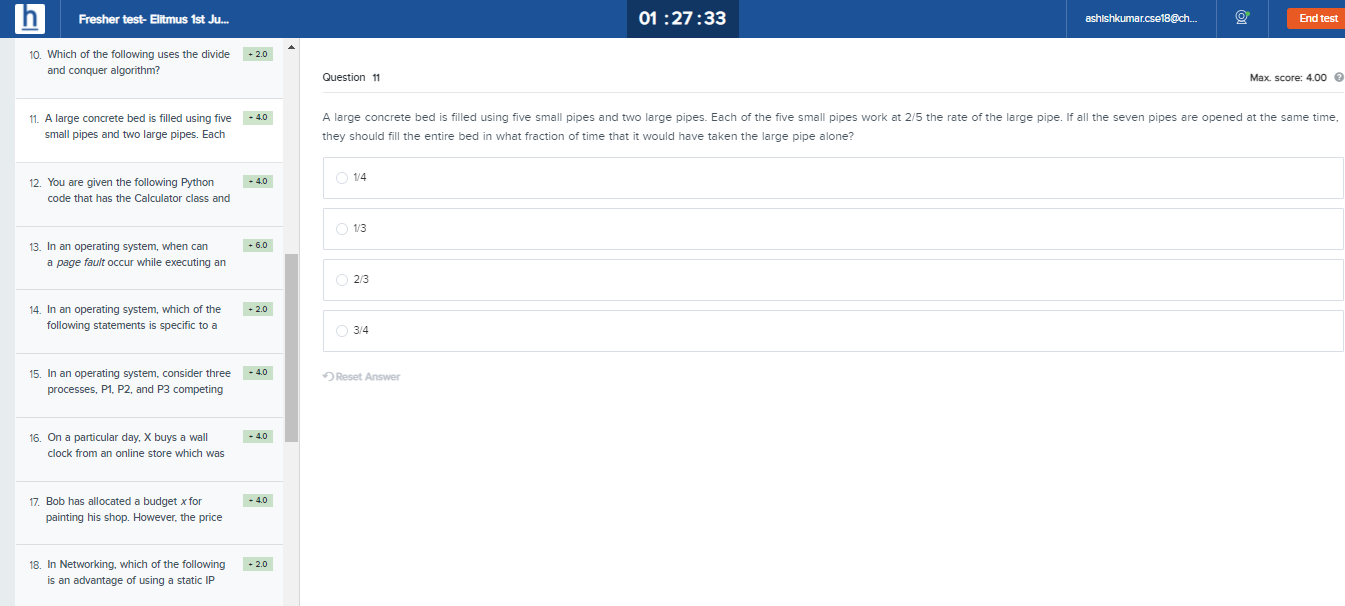 h
Fresher test- Elitmus 1st Ju...
01 :27:33
ashishkumar.cse18@ch...
End test
10. Which of the following uses the divide + 2.0
and conquer algorithm?
11. A large concrete bed is filled using five + 4.0
small pipes and two large pipes. Each
12. You are given the following Python + 4.0
code that has the Calculator class and
13. In an operating system, when can + 6.0
a page fault occur while executing an
14. In an operating system, which of the + 2.0
following statements is specific to a
15. In an operating system, consider three + 4.0
processes, P1, P2, and P3 competing
16. On a particular day, X buys a wall + 4.0
clock from an online store which was
17. Bob has allocated a budget x for + 4.0
painting his shop. However, the price
18. In Networking, which of the following + 2.0
is an advantage of using a static IP
Question 11
Max. score: 4.00 ?
A large concrete bed is filled using five small pipes and two large pipes. Each of the five small pipes work at 2/5 the rate of the large pipe. If all the seven pipes are opened at the same time,
they should fill the entire bed in what fraction of time that it would have taken the large pipe alone?
1/4
1/3
2/3
3/4
Reset Answer